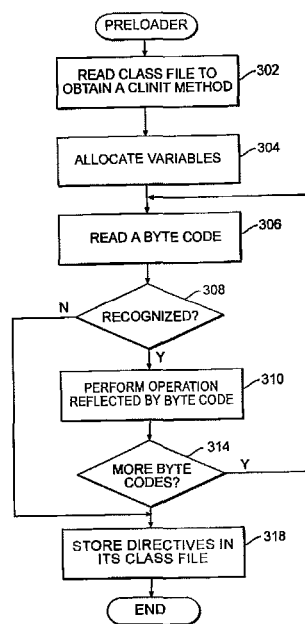 PRELOADER
READ CLASS FILE TO
OBTAIN A CLINIT METHOD
302
ALLOCATE VARIABLES
304
READ A BYTE CODE
306
308
N
RECOGNIZED?
Y
PERFORM OPERATION
REFLECTED BY BYTE CODE
310
314
MORE BYTE
CODES?
Y
STORE DIRECTIVES IN
ITS CLASS FILE
318
END